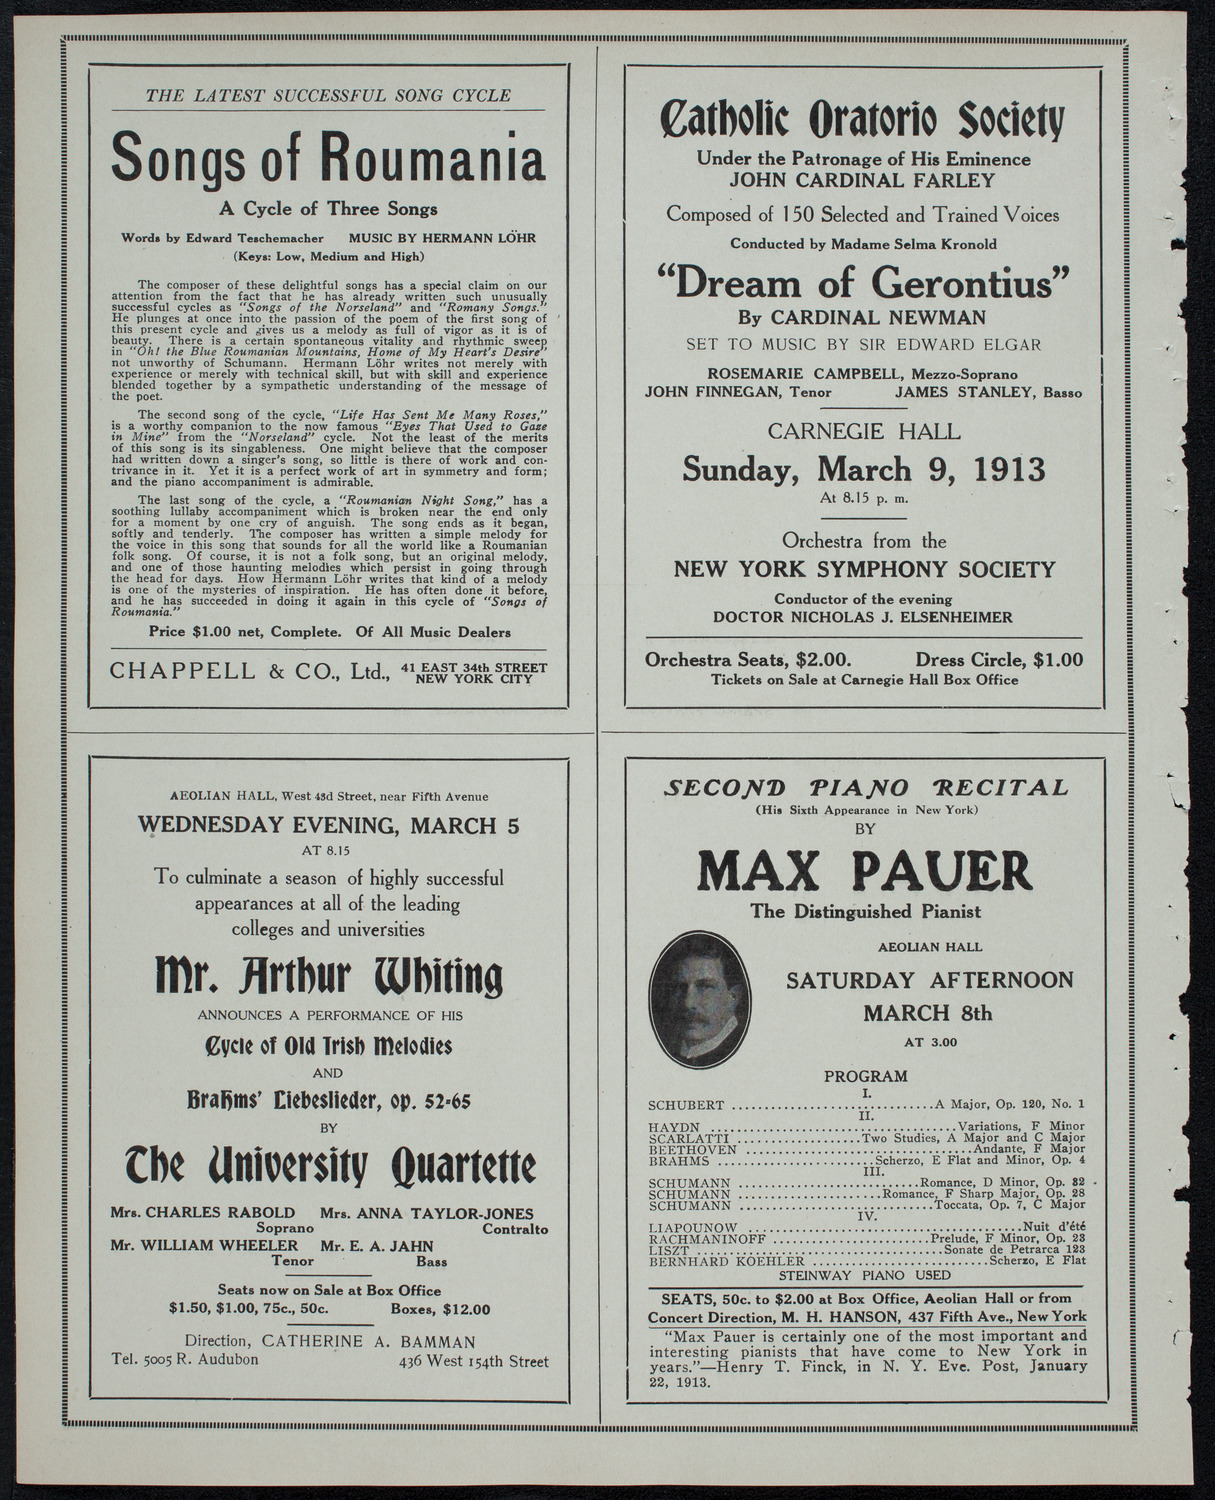 THE LATEST SUCCESSFUL SONG CYCLE
Songs of Roumania
A Cycle of Three Songs
Words by Edward Teschemacher MUSIC BY HERMANN LÖHR
(Keys: Low, Medium and High)
The composer of these delightful songs has a special claim on our
attention from the fact that he has already written such unusually
successful cycles as "Songs of the Norseland" and "Romany Songs."
He plunges at once into the passion of the poem of the first song of
this present cycle and gives us a melody as full of vigor as it is of
beauty. There is a certain spontaneous vitality and rhythmic sweep
in "Oh! the Blue Roumanian Mountains, Home of My Heart's Desire"
not unworthy of Schumann. Hermann Löhr writes not merely with
experience or merely with technical skill, but with skill and experience
blended together by a sympathetic understanding of the message of
the poet.
The second song of the cycle, "Life Has Sent Me Many Roses,"
is a worthy companion to the now famous "Eyes That Used to Gaze
in Mine" from the "Norseland" cycle. Not the least of the merits
of this song is its singableness. One might believe that the composer
had written down a singer's song, so little is there of work and con-
trivance in it. Yet it is a perfect work of art in symmetry and form;
and the piano accompaniment is admirable.
The last song of the cycle, a "Roumanian Night Song," has a
soothing lullaby accompaniment which is broken near the end only
for a moment by one cry of anguish. The song ends as it began,
softly and tenderly. The composer has written a simple melody for
the voice in this song that sounds for all the world like a Roumanian
folk song. Of course, it is not a folk song, but an original melody,
and one of those haunting melodies which persist in going through
the head for days. How Hermann Löhr writes that kind of a melody
is one of the mysteries of inspiration. He has often done it before,
and he has succeeded in doing it again in this cycle of "Songs of
Roumania."
Price $1.00 net, Complete. Of All Music Dealers
CHAPPELL & CO., Ltd., 41 EAST 34th STREET
NEW YORK CITY
Catholic Oratorio Society
Under the Patronage of His Eminence
JOHN CARDINAL FARLEY
Composed of 150 Selected and Trained Voices
Conducted by Madame Selma Kronold
"Dream of Gerontius"
By CARDINAL NEWMAN
SET TO MUSIC BY SIR EDWARD ELGAR
ROSEMARIE CAMPBELL, Mezzo-Soprano
JOHN FINNEGAN, Tenor JAMES STANLEY, Basso
CARNEGIE HALL
Sunday, March 9, 1913
At 8.15 p. m.
Orchestra from the
NEW YORK SYMPHONY SOCIETY
Conductor of the evening
DOCTOR NICHOLAS J. ELSENHEIMER
Orchestra Seats, $2.00. Dress Circle, $1.00
Tickets on Sale at Carnegie Hall Box Office
AEOLIAN HALL, West 43d Street, near Fifth Avenue
WEDNESDAY EVENING, MARCH 5
AT 8.15
To culminate a season of highly successful
appearances at all of the leading
colleges and universities
Mr. Arthur Whiting
ANNOUNCES A PERFORMANCE OF HIS
Cycle of Old Irish Melodies
AND
Brahms' Liebeslieder, op. 52-65
BY
The University Quartette
Mrs. CHARLES RABOLD Mrs. ANNA TAYLOR-JONES
Soprano Contralto
Mr. WILLIAM WHEELER Mr. E. A. JAHN
Tenor Bass
Seats now on Sale at Box Office
$1.50, $1.00, 75c., 50c. Boxes, $12.00
Direction, CATHERINE A. BAMMAN
Tel. 5005 R. Audubon 436 West 154th Street
SECOND PIANO RECITAL
(His Sixth Appearance in New York)
BY
MAX PAUER
The Distinguished Pianist
AEOLIAN HALL
SATURDAY AFTERNOON
MARCH 8th
AT 3.00
PROGRAM
I.
SCHUBERT ..............................A Major, Op. 120, No. 1
II.
HAYDN ....................................Variations, F Minor
SCARLATTI ..................Two Studies, A Major and C Major
BEETHOVEN ..................................Andante, F Major
BRAHMS .......................Scherzo, E Flat and Minor, Op. 4
III.
SCHUMANN ...........................Romance, D Minor, Op. 32
SCHUMANN .....................Romance, F Sharp Major, Op. 28
SCHUMANN .............................Toccata, Op. 7, C Major
IV.
LIAPOUNOW ........................................Nuit d'été
RACHMANINOFF .......................Prelude, F Minor, Op. 23
LISZT ....................................Sonate de Petrarca 123
BERNHARD KOEHLER ..........................Scherzo, E Flat
STEINWAY PIANO USED
SEATS, 50c. to $2.00 at Box Office, Aeolian Hall or from
Concert Direction, M. H. HANSON, 437 Fifth Ave., New York
"Max Pauer is certainly one of the most important and
interesting pianists that have come to New York in
years."—Henry T. Finck, in N. Y. Eve. Post, January
22, 1913.